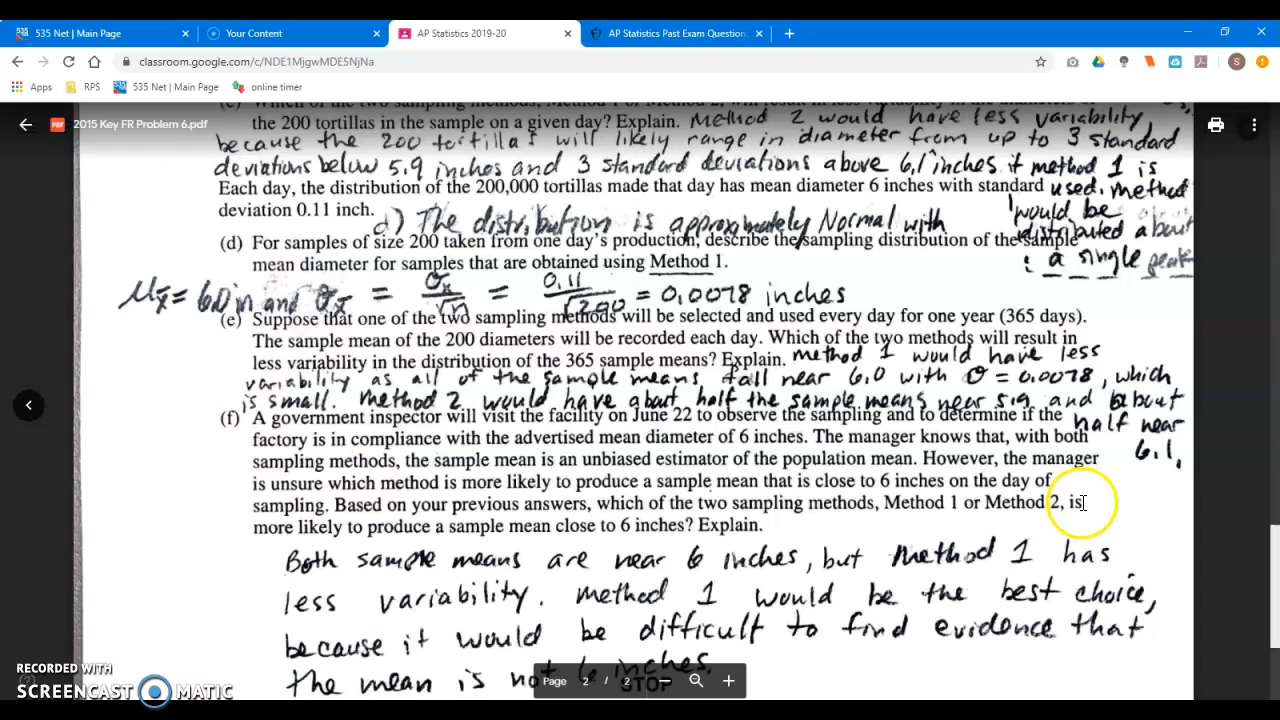 535 Net | Main Page
Your Content
AP Statistics 2019-20
AP Statistics Past Exam Question
classroom.google.com/c/NDE1MjgwMDE5NjNa
Apps
RPS
535 Net | Main Page
online timer
2015 Key FR Problem 6.pdf
the 200 tortillas in the sample on a given day? Explain. Method 2 would have less variability,
because the 200 tortillas will likely range in diameter from up to 3 standard
deviations below 5.9 inches and 3 standard deviations above 6.1 inches if method 1 is
Each day, the distribution of the 200,000 tortillas made that day has mean diameter 6 inches with standard used. Method
deviation 0.11 inch.
1 would be
d) The distribution is approximately Normal with
distributed about
(d) For samples of size 200 taken from one day's production, describe the sampling distribution of the sample
a single peak
mean diameter for samples that are obtained using Method 1.
μx̄ = 6.0 in and σx̄ = σx/√n = 0.11/√200 = 0.0078 inches
(e) Suppose that one of the two sampling methods will be selected and used every day for one year (365 days).
The sample mean of the 200 diameters will be recorded each day. Which of the two methods will result in
less variability in the distribution of the 365 sample means? Explain. method 1 would have less
variability as all of the sample means fall near 6.0 with σ = 0.0078, which
is small. Method 2 would have about half the sample means near 5.9 and about
half near
6.1.
(f) A government inspector will visit the facility on June 22 to observe the sampling and to determine if the
factory is in compliance with the advertised mean diameter of 6 inches. The manager knows that, with both
sampling methods, the sample mean is an unbiased estimator of the population mean. However, the manager
is unsure which method is more likely to produce a sample mean that is close to 6 inches on the day of
sampling. Based on your previous answers, which of the two sampling methods, Method 1 or Method 2, is
more likely to produce a sample mean close to 6 inches? Explain.
Both sample means are near 6 inches, but Method 1 has
less variability. Method 1 would be the best choice,
because it would be difficult to find evidence that
the mean is not 6 inches.
STOP
Page 2 / 2
RECORDED WITH
SCREENCAST MATIC